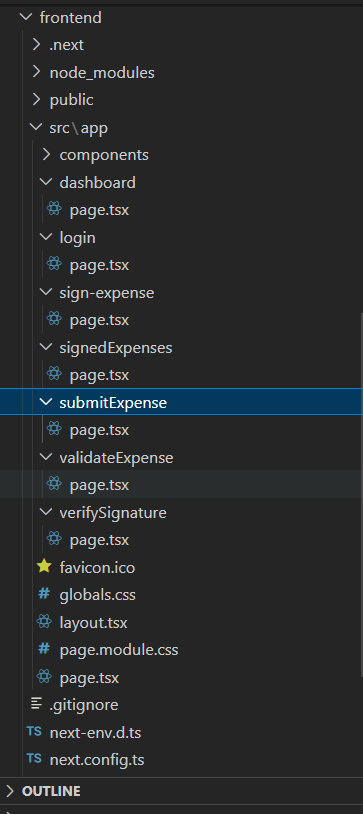 frontend
.next
node_modules
public
src\app
components
dashboard
page.tsx
login
page.tsx
sign-expense
page.tsx
signedExpenses
page.tsx
submitExpense
page.tsx
validateExpense
page.tsx
verifySignature
page.tsx
favicon.ico
# globals.css
layout.tsx
# page.module.css
page.tsx
.gitignore
TS next-env.d.ts
TS next.config.ts
OUTLINE